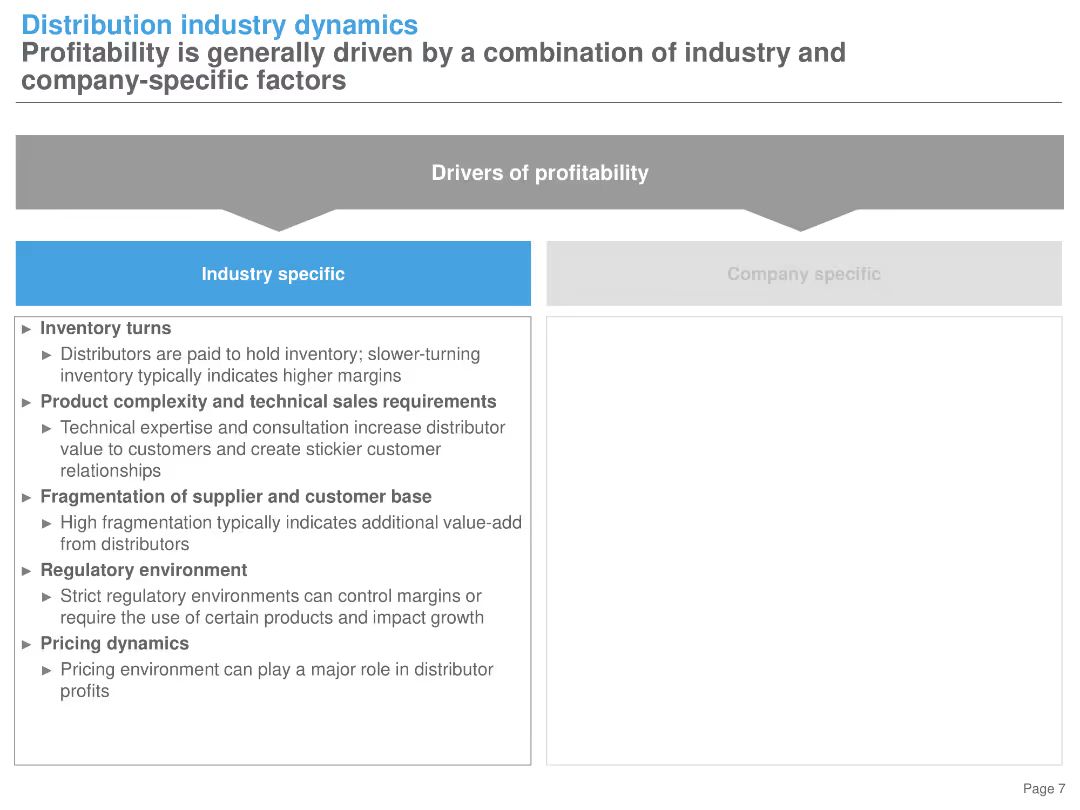 Distribution industry dynamics
Profitability is generally driven by a combination of industry and
company-specific factors
Drivers of profitability
Industry specific
Company specific
► Inventory turns
► Distributors are paid to hold inventory; slower-turning
inventory typically indicates higher margins
► Product complexity and technical sales requirements
► Technical expertise and consultation increase distributor
value to customers and create stickier customer
relationships
► Fragmentation of supplier and customer base
► High fragmentation typically indicates additional value-add
from distributors
► Regulatory environment
► Strict regulatory environments can control margins or
require the use of certain products and impact growth
► Pricing dynamics
► Pricing environment can play a major role in distributor
profits
Page 7